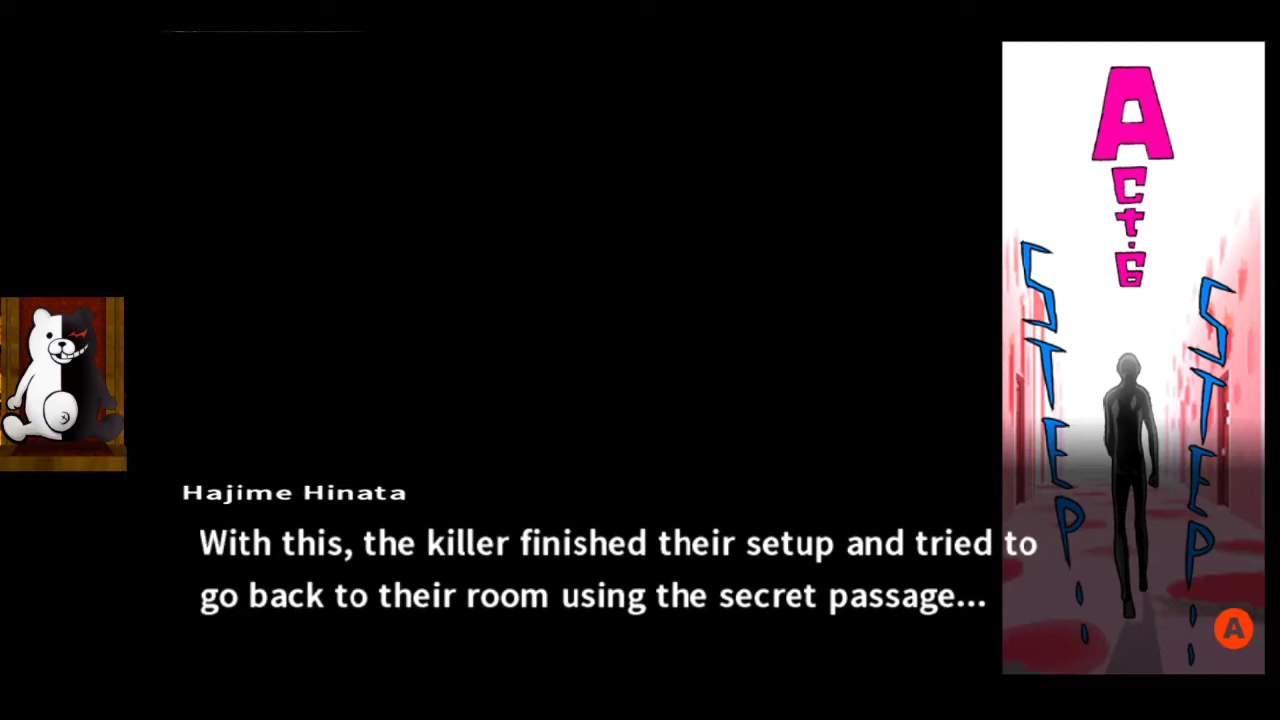 A
ct.6
STEP..
STEP..
Hajime Hinata
With this, the killer finished their setup and tried to
go back to their room using the secret passage...
A